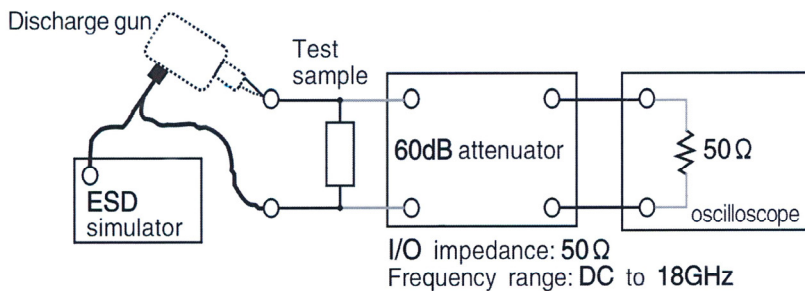 Discharge gun
Test
sample
ESD
simulator
60dB attenuator
50Ω
oscilloscope
I/O impedance: 50Ω
Frequency range: DC to 18GHz